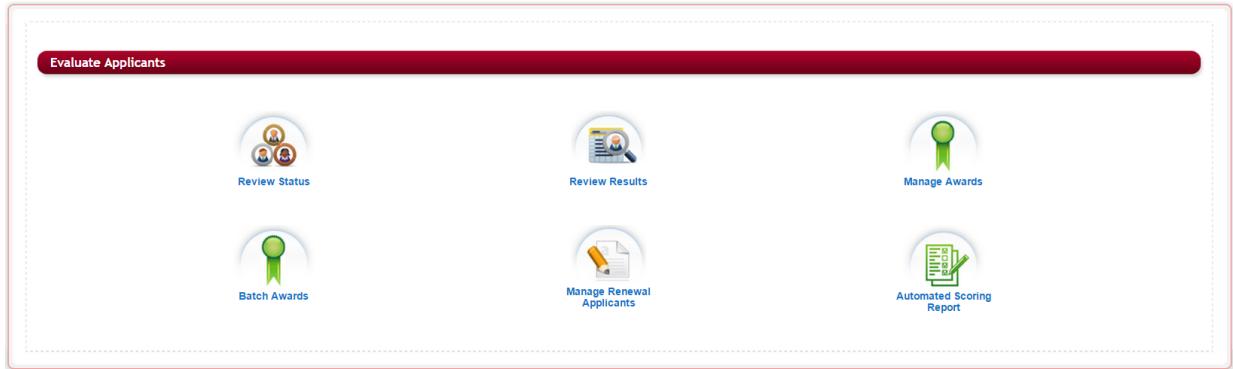 Evaluate Applicants
Review Status
Review Results
Manage Awards
Batch Awards
Manage Renewal
Applicants
Automated Scoring
Report